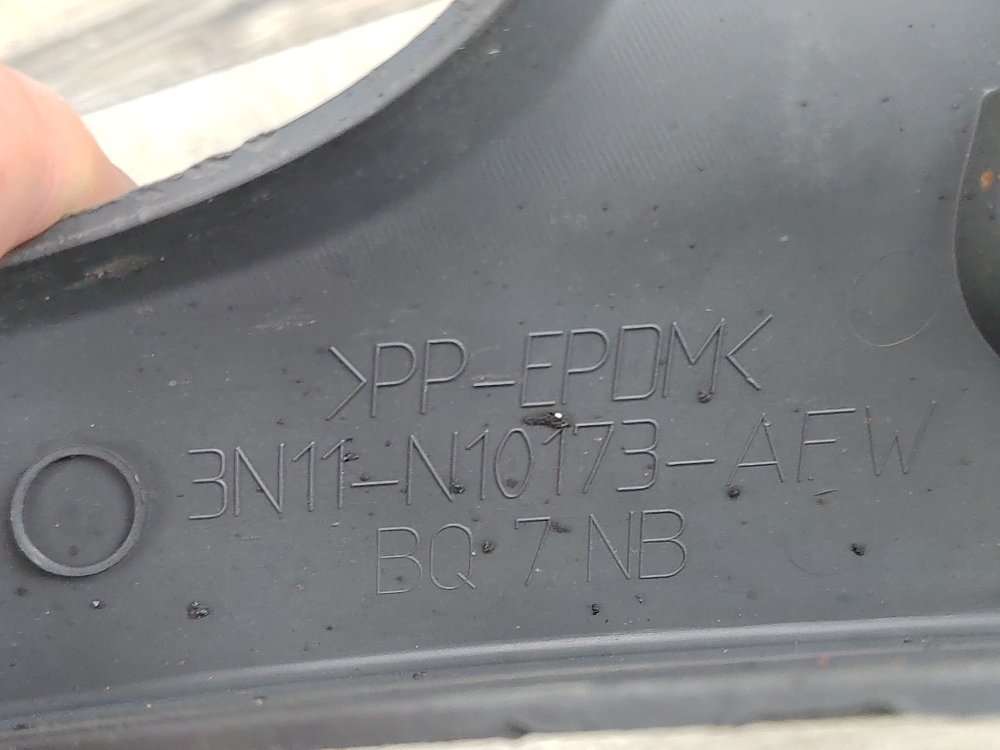 >PP-EPDM<
3N11-N10173-AFW
BQ 7 NB